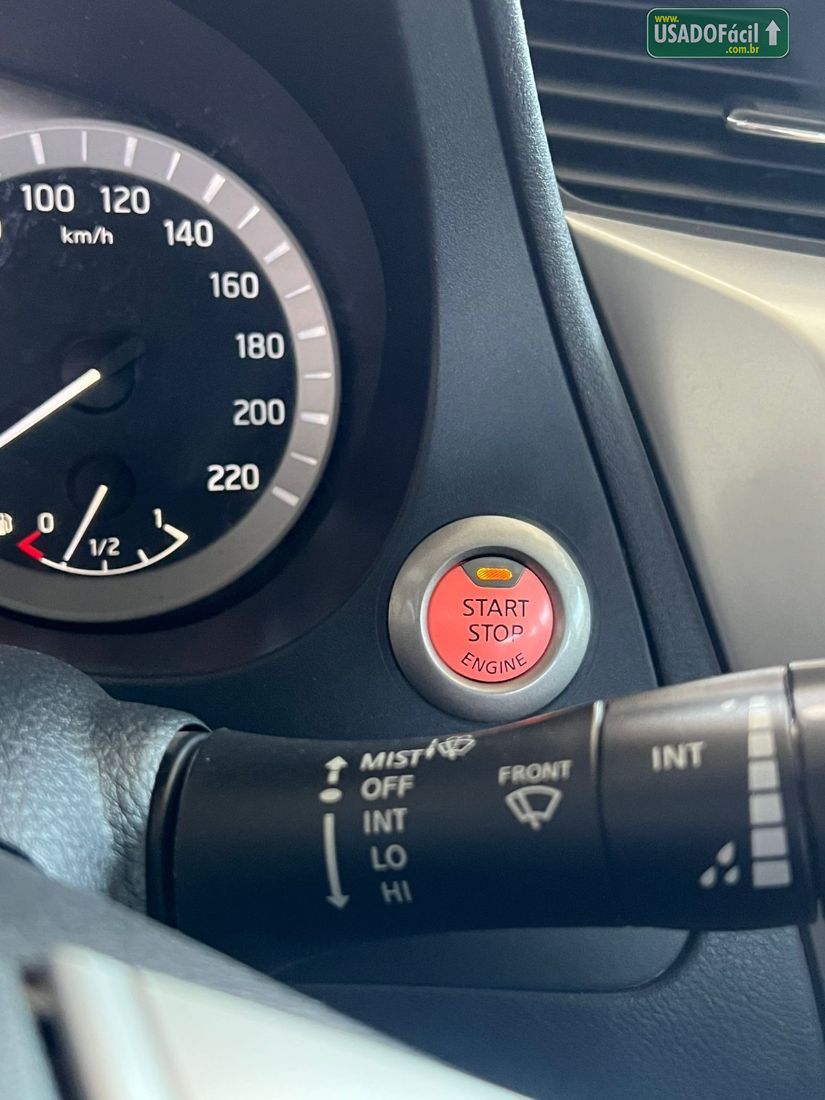 www.
USADOFácil
.com.br
100 120
km/h
140
160
180
200
220
0 1/2 1
START
STOP
ENGINE
MIST
OFF
INT
LO
HI
FRONT
INT